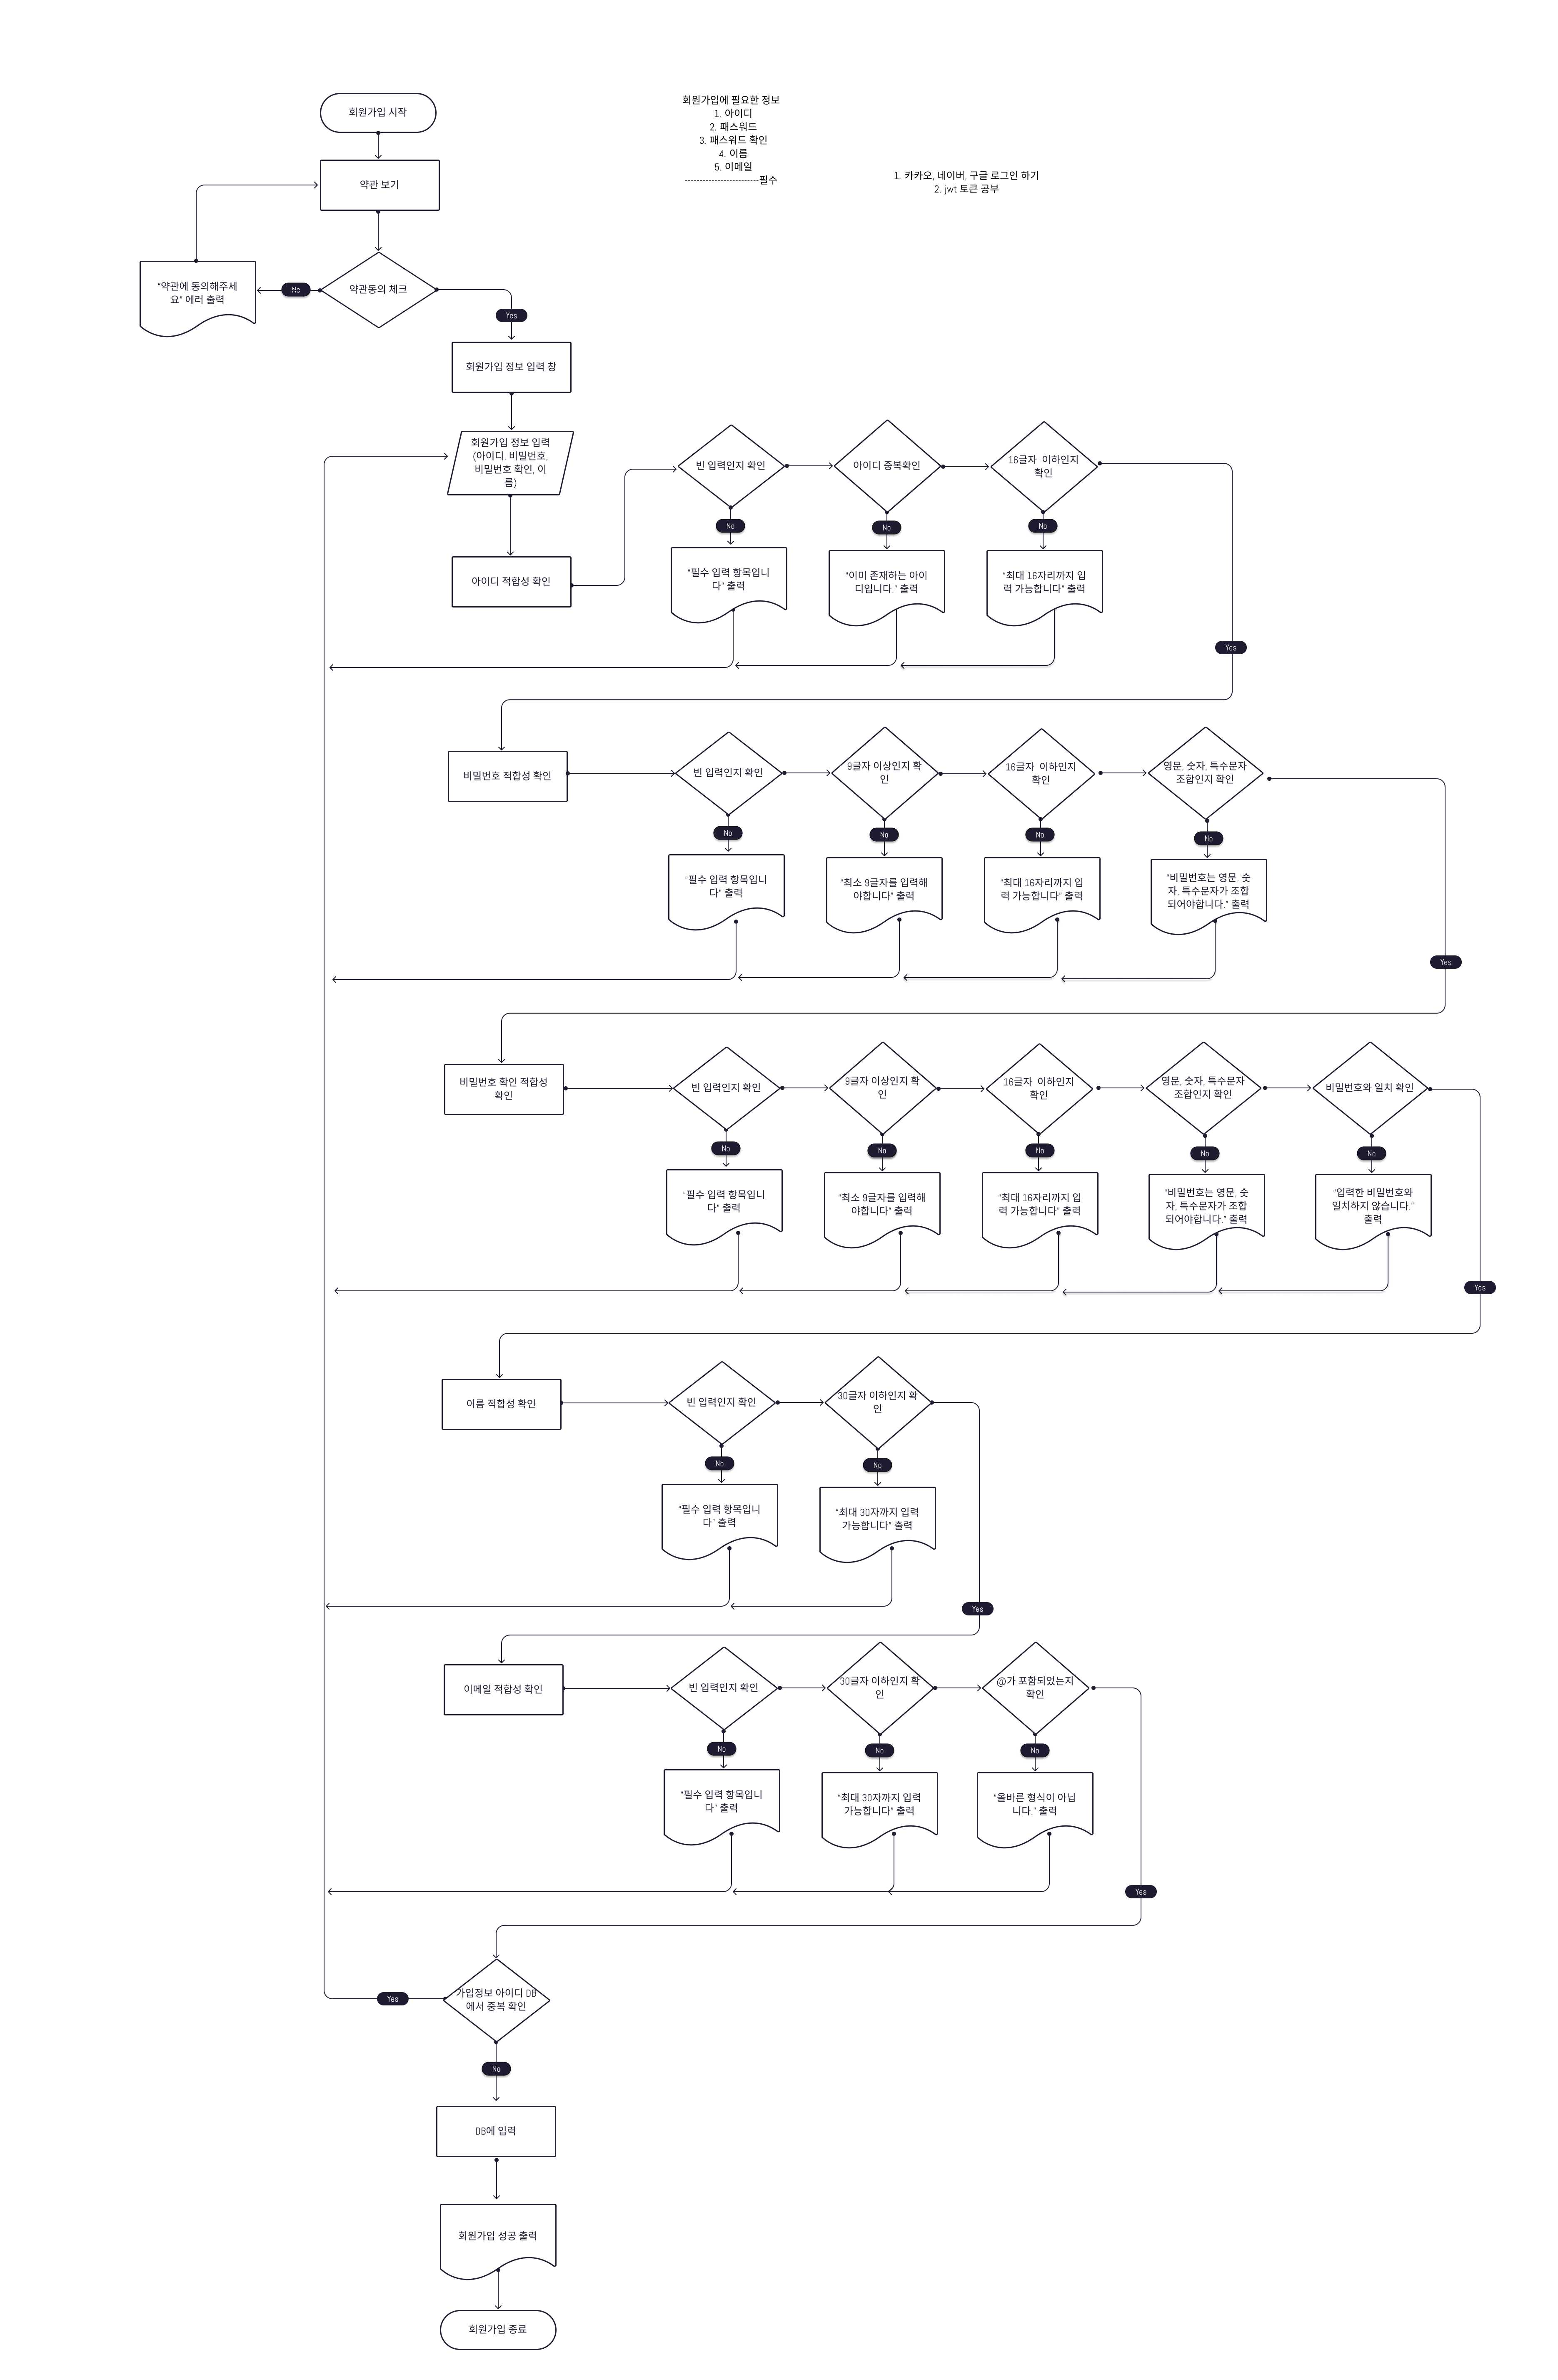 회원가입 시작
회원가입에 필요한 정보
1. 아이디
2. 패스워드
3. 패스워드 확인
4. 이름
5. 이메일
-------------------------필수
1. 카카오, 네이버, 구글 로그인 하기
2. jwt 토큰 공부
약관 보기
약관동의 체크
No
"약관에 동의해주세
요" 에러 출력
Yes
회원가입 정보 입력 창
회원가입 정보 입력
(아이디, 비밀번호,
비밀번호 확인, 이
름)
아이디 적합성 확인
빈 입력인지 확인
아이디 중복확인
16글자  이하인지
확인
No
No
No
"필수 입력 항목입니
다" 출력
"이미 존재하는 아이
디입니다." 출력
"최대 16자리까지 입
력 가능합니다" 출력
Yes
비밀번호 적합성 확인
빈 입력인지 확인
9글자 이상인지 확
인
16글자  이하인지
확인
영문, 숫자, 특수문자
조합인지 확인
No
No
No
No
"필수 입력 항목입니
다" 출력
"최소 9글자를 입력해
야합니다" 출력
"최대 16자리까지 입
력 가능합니다" 출력
"비밀번호는 영문, 숫
자, 특수문자가 조합
되어야합니다." 출력
Yes
비밀번호 확인 적합성
확인
빈 입력인지 확인
9글자 이상인지 확
인
16글자  이하인지
확인
영문, 숫자, 특수문자
조합인지 확인
비밀번호와 일치 확인
No
No
No
No
No
"필수 입력 항목입니
다" 출력
"최소 9글자를 입력해
야합니다" 출력
"최대 16자리까지 입
력 가능합니다" 출력
"비밀번호는 영문, 숫
자, 특수문자가 조합
되어야합니다." 출력
"입력한 비밀번호와
일치하지 않습니다."
출력
Yes
이름 적합성 확인
빈 입력인지 확인
30글자 이하인지 확
인
No
No
"필수 입력 항목입니
다" 출력
"최대 30자까지 입력
가능합니다" 출력
Yes
이메일 적합성 확인
빈 입력인지 확인
30글자 이하인지 확
인
@가 포함되었는지
확인
No
No
No
"필수 입력 항목입니
다" 출력
"최대 30자까지 입력
가능합니다" 출력
"올바른 형식이 아닙
니다." 출력
Yes
가입정보 아이디 DB
에서 중복 확인
Yes
No
DB에 입력
회원가입 성공 출력
회원가입 종료